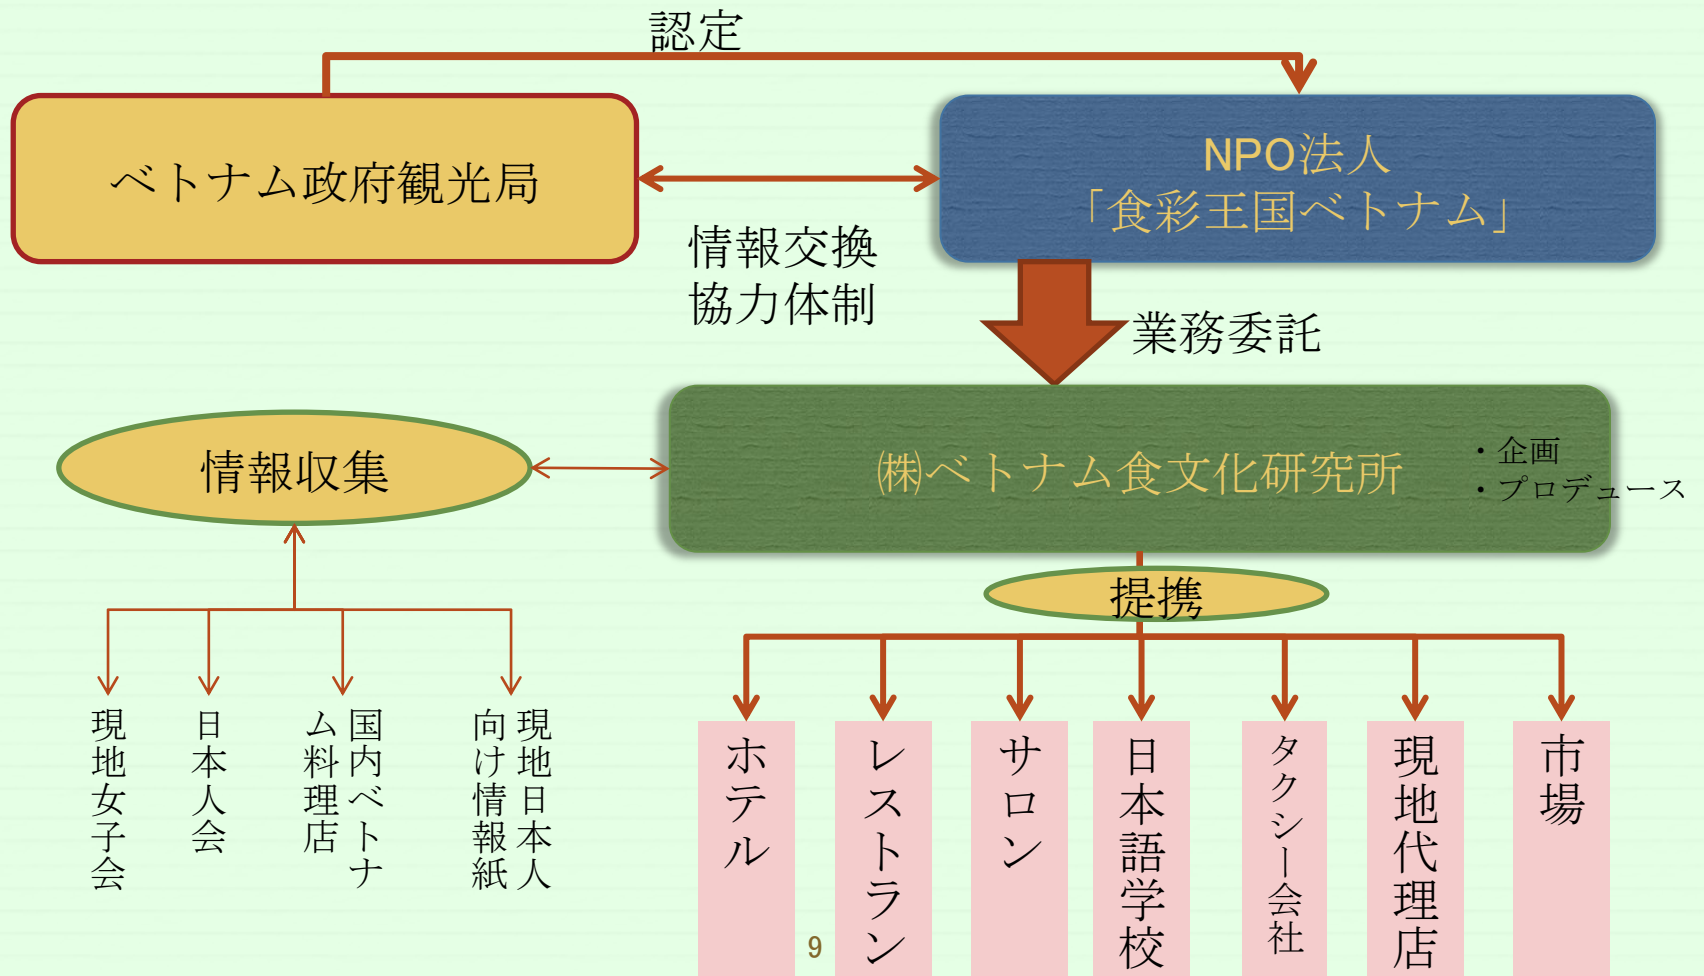 認定
ベトナム政府観光局
NPO法人
「食彩王国ベトナム」
情報交換
協力体制
業務委託
情報収集
㈱ベトナム食文化研究所
・企画
・プロデュース
提携
現地女子会
日本人会
国内ベトナ
ム料理店
現地日本人
向け情報紙
ホテル
レストラン
サロン
日本語学校
タクシー会社
現地代理店
市場
9